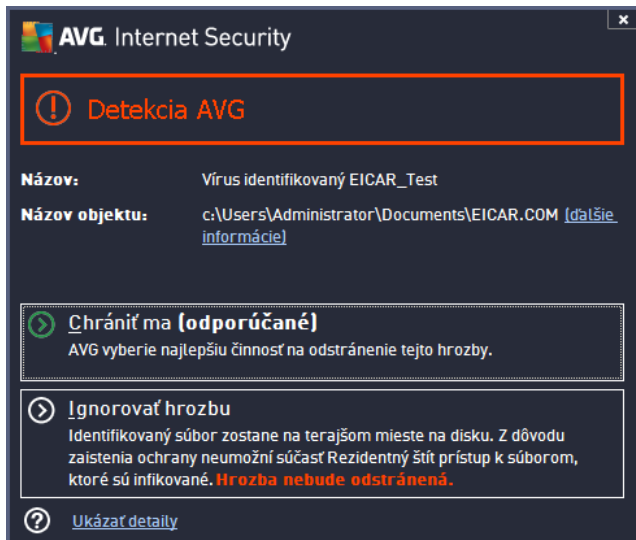 AVG. Internet Security
Detekcia AVG
Názov: Vírus identifikovaný EICAR_Test
Názov objektu: c:\Users\Administrator\Documents\EICAR.COM (ďalšie
informácie)
Chrániť ma (odporúčané)
AVG vyberie najlepšiu činnosť na odstránenie tejto hrozby.
Ignorovať hrozbu
Identifikovaný súbor zostane na terajšom mieste na disku. Z dôvodu
zaistenia ochrany neumožní súčasť Rezidentný štít prístup k súborom,
ktoré sú infikované. Hrozba nebude odstránená.
Ukázať detaily